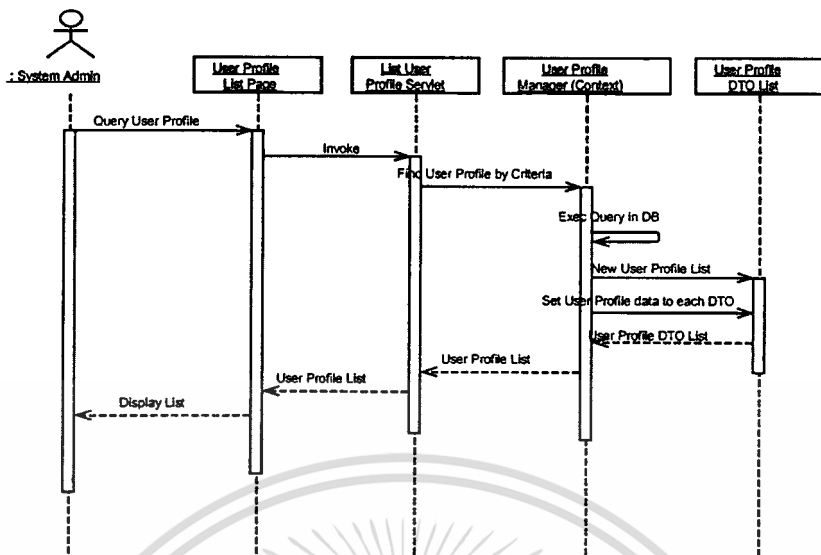 : System Admin
User Profile
List Page
List User
Profile Servlet
User Profile
Manager (Context)
User Profile
DTO List
Query User Profile
Invoke
Find User Profile by Criteria
Exec Query in DB
New User Profile List
Set User Profile data to each DTO
User Profile DTO List
User Profile List
User Profile List
Display List